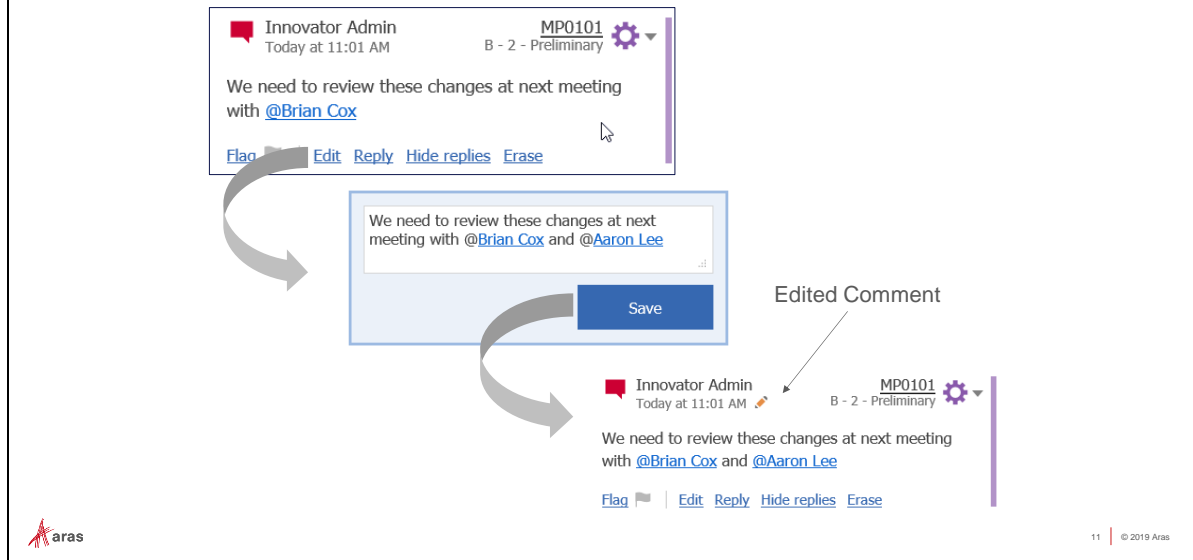 Innovator Admin
Today at 11:01 AM
MP0101
B - 2 - Preliminary
We need to review these changes at next meeting
with @Brian Cox
Flag Edit Reply Hide replies Erase
We need to review these changes at next
meeting with @Brian Cox and @Aaron Lee
Save
Edited Comment
Innovator Admin
Today at 11:01 AM
MP0101
B - 2 - Preliminary
We need to review these changes at next meeting
with @Brian Cox and @Aaron Lee
Flag Edit Reply Hide replies Erase
aras
11 © 2019 Aras